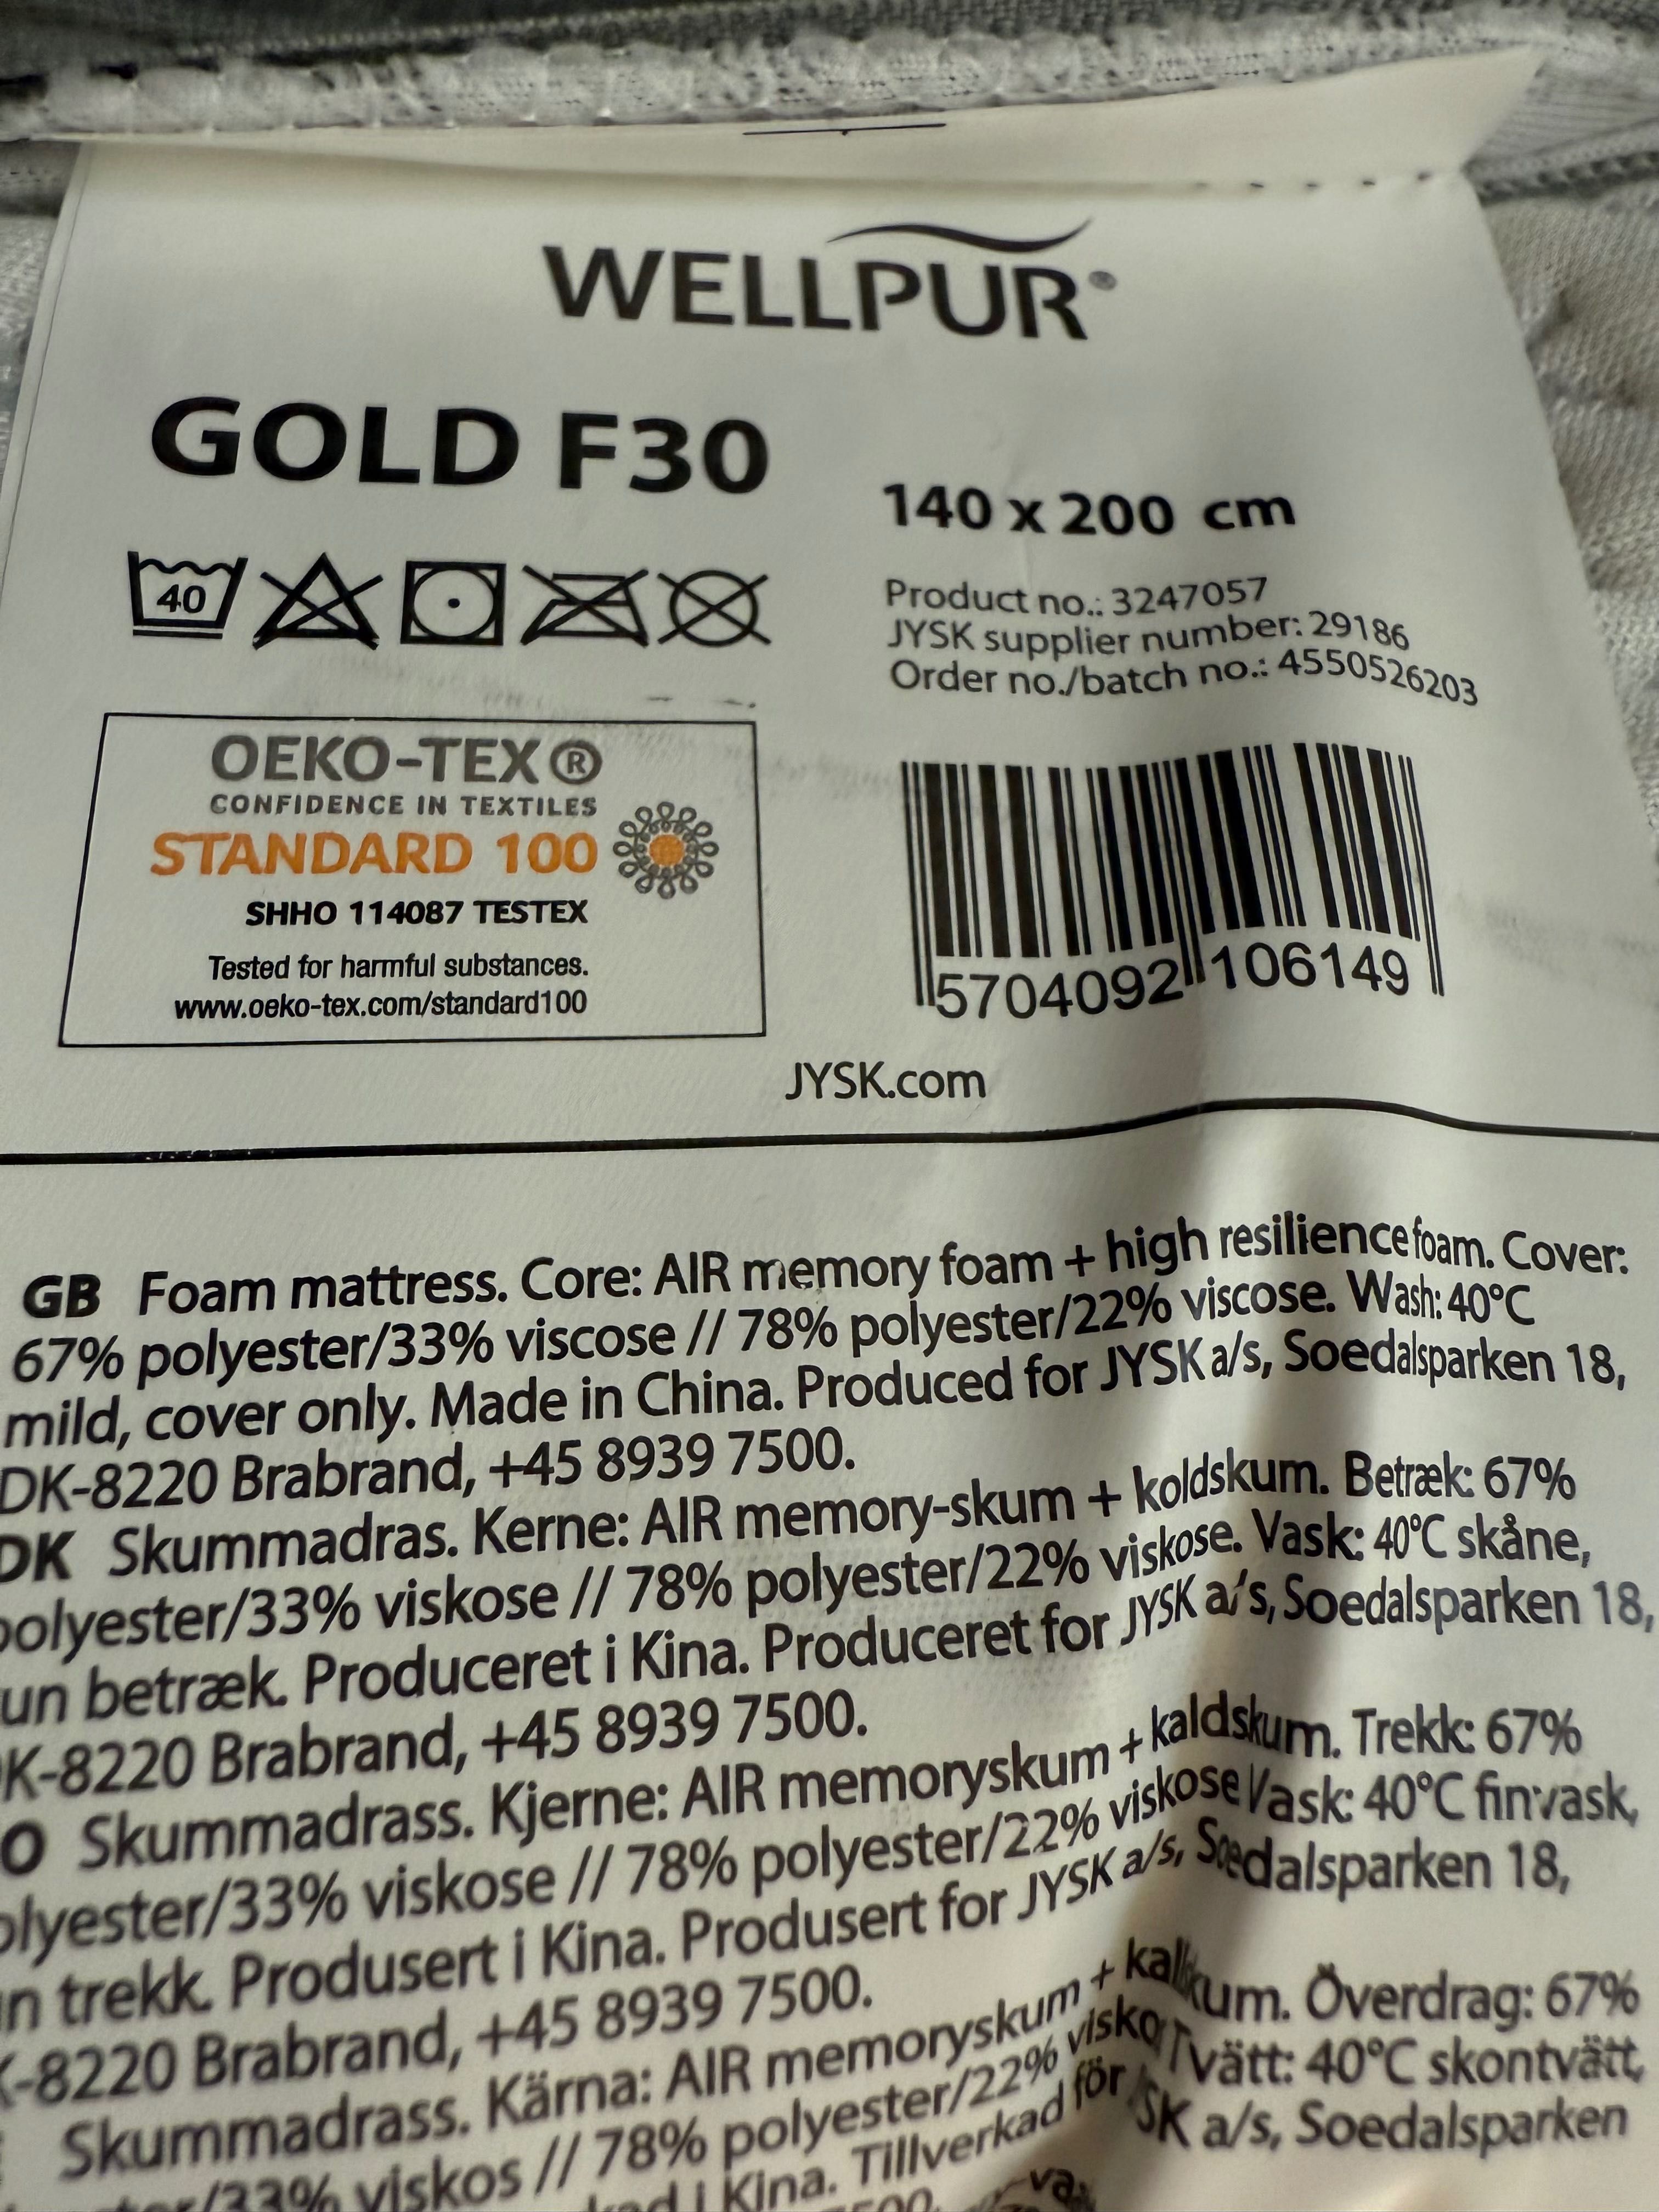 WELLPUR®
GOLD F30
140 x 200 cm
40
Product no.: 3247057
JYSK supplier number: 29186
Order no./batch no.: 4550526203
OEKO-TEX®
CONFIDENCE IN TEXTILES
STANDARD 100
SHHO 114087 TESTEX
Tested for harmful substances.
www.oeko-tex.com/standard100
5704092106149
JYSK.com
GB Foam mattress. Core: AIR memory foam + high resilience foam. Cover:
67% polyester/33% viscose // 78% polyester/22% viscose. Wash: 40°C
mild, cover only. Made in China. Produced for JYSK a/s, Soedalsparken 18,
DK-8220 Brabrand, +45 8939 7500.
DK Skummadras. Kerne: AIR memory-skum + koldskum. Betræk: 67%
polyester/33% viskose // 78% polyester/22% viskose. Vask: 40°C skåne,
un betræk. Produceret i Kina. Produceret for JYSK a/s, Soedalsparken 18,
K-8220 Brabrand, +45 8939 7500.
O Skummadrass. Kjerne: AIR memoryskum + kaldskum. Trekk: 67%
olyester/33% viskose // 78% polyester/22% viskose Vask: 40°C finvask,
n trekk. Produsert i Kina. Produsert for JYSK a/s, Soedalsparken 18,
-8220 Brabrand, +45 8939 7500.
Skummadrass. Kärna: AIR memoryskum + kallskum. Överdrag: 67%
/33% viskos // 78% polyester/22% visko Tvätt: 40°C skontvätt,
i Kina. Tillverkad för JYSK a/s, Soedalsparken